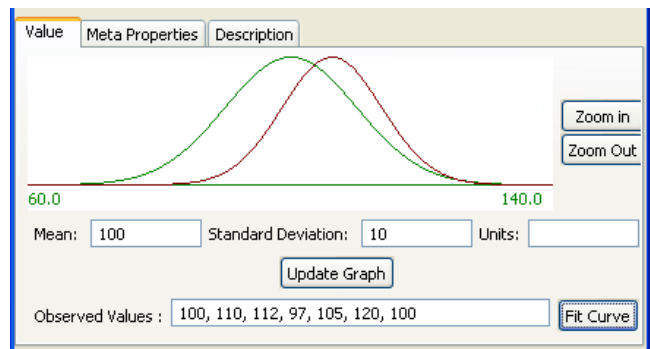 Value Meta Properties Description
Zoom in
Zoom Out
60.0 140.0
Mean: 100 Standard Deviation: 10 Units:
Update Graph
Observed Values : 100, 110, 112, 97, 105, 120, 100 Fit Curve